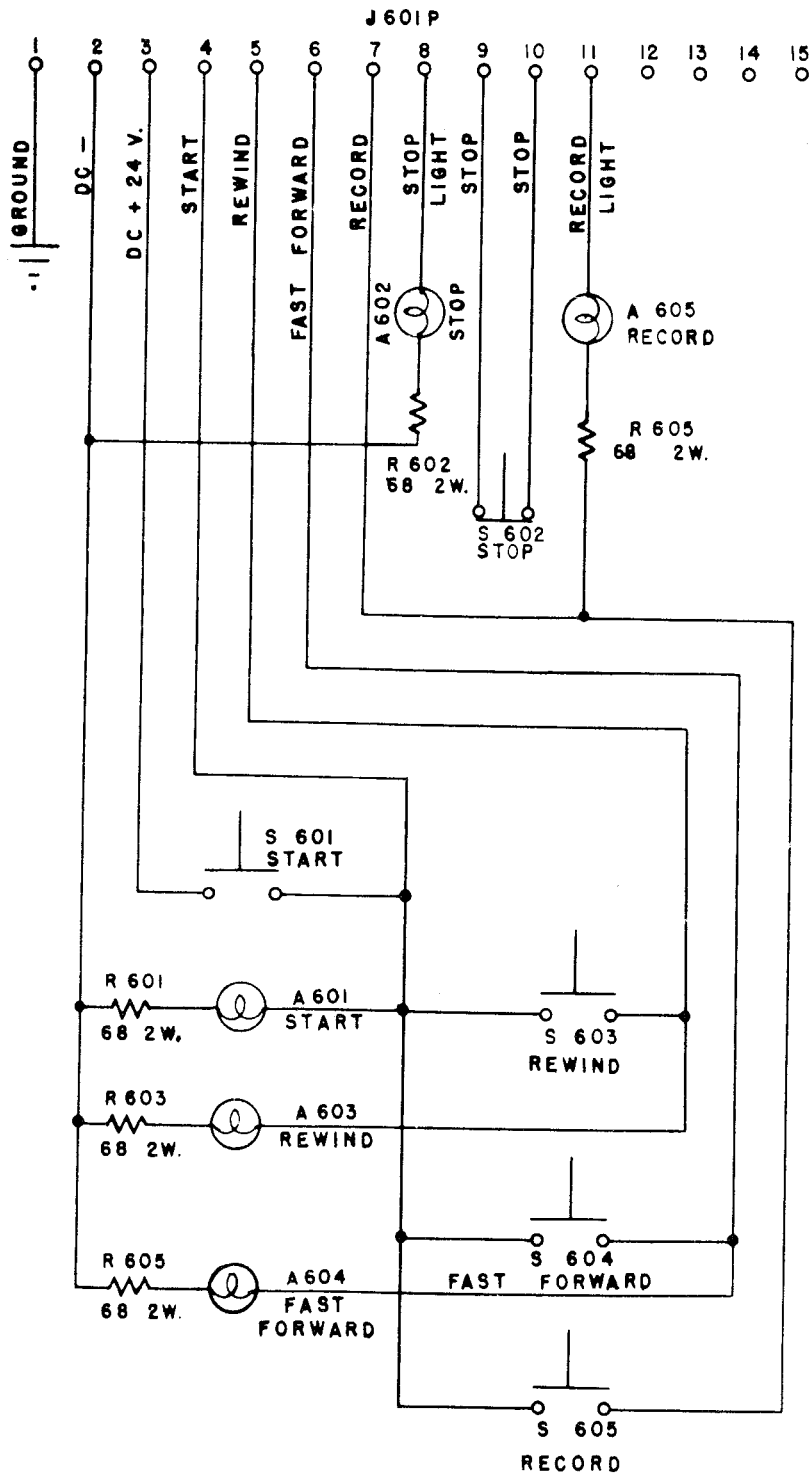 J601P
1 2 3 4 5 6 7 8 9 10 11 12 13 14 15
GROUND
DC -
DC + 24 V.
START
REWIND
FAST FORWARD
RECORD
STOP
LIGHT
STOP
STOP
RECORD
LIGHT
A602
STOP
A 605
RECORD
R 602
68 2W.
R 605
68 2W.
S 602
STOP
S 601
START
R 601
68 2W.
A 601
START
S 603
REWIND
R 603
68 2W.
A 603
REWIND
S 604
FAST FORWARD
R 605
68 2W.
A604
FAST
FORWARD
S 605
RECORD